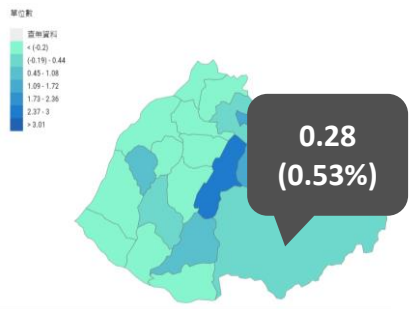 單位數
查無資料
< (-0.2)
(-0.19) - 0.44
0.45 - 1.08
1.09 - 1.72
1.73 - 2.36
2.37 - 3
> 3.01
0.28
(0.53%)